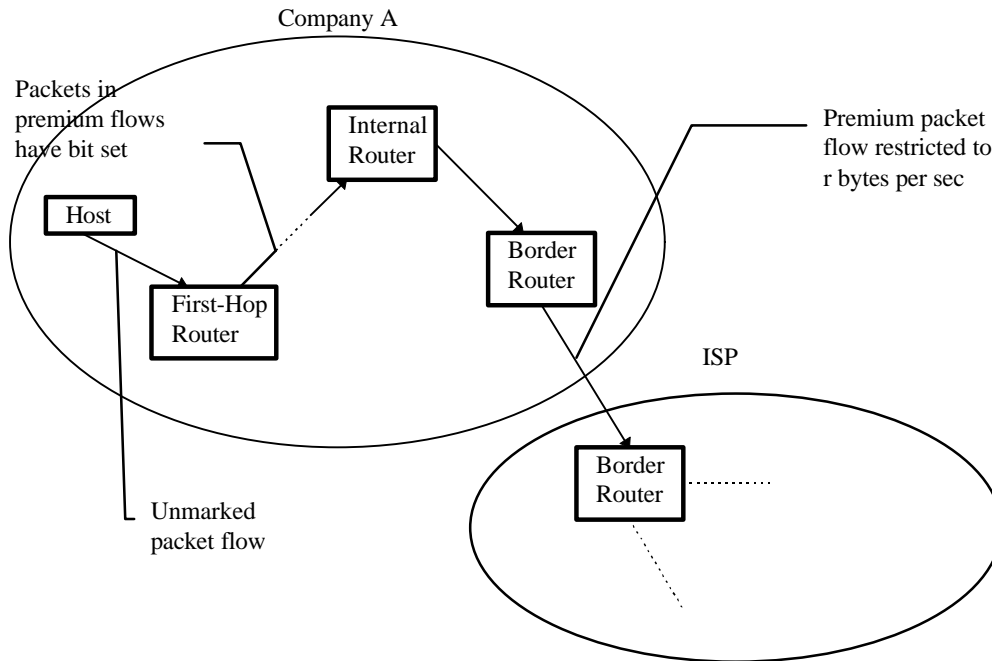 Company A
Packets in
premium flows
have bit set
Internal
Router
Premium packet
flow restricted to
r bytes per sec
Host
Border
Router
First-Hop
Router
ISP
Border
Router
Unmarked
packet flow